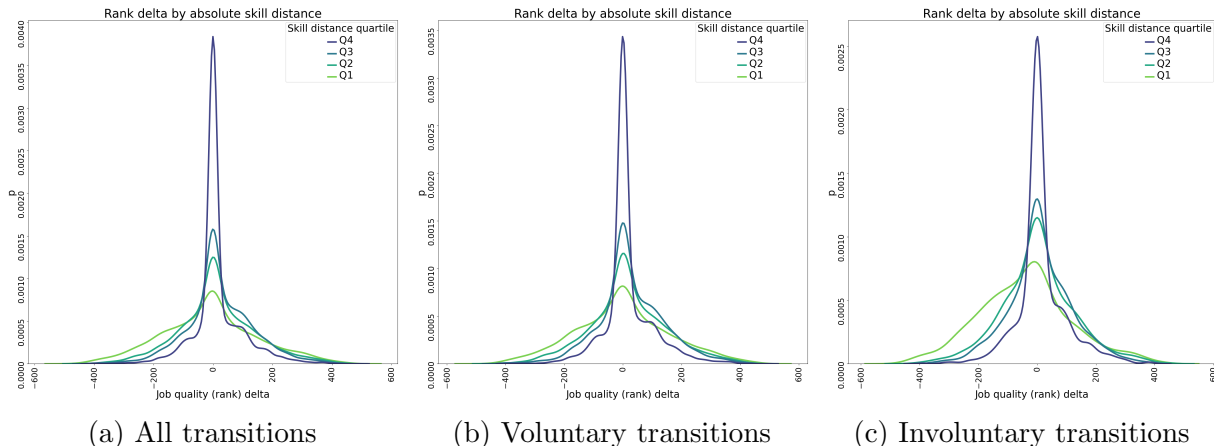 Rank delta by absolute skill distance
Skill distance quartile
Q4
Q3
Q2
Q1
p
0.0040
0.0035
0.0030
0.0025
0.0020
0.0015
0.0010
0.0005
0.0000
−600
−400
−200
0
200
400
600
Job quality (rank) delta
(a) All transitions
Rank delta by absolute skill distance
Skill distance quartile
Q4
Q3
Q2
Q1
p
0.0035
0.0030
0.0025
0.0020
0.0015
0.0010
0.0005
0.0000
−600
−400
−200
0
200
400
600
Job quality (rank) delta
(b) Voluntary transitions
Rank delta by absolute skill distance
Skill distance quartile
Q4
Q3
Q2
Q1
p
0.0025
0.0020
0.0015
0.0010
0.0005
0.0000
−600
−400
−200
0
200
400
600
Job quality (rank) delta
(c) Involuntary transitions